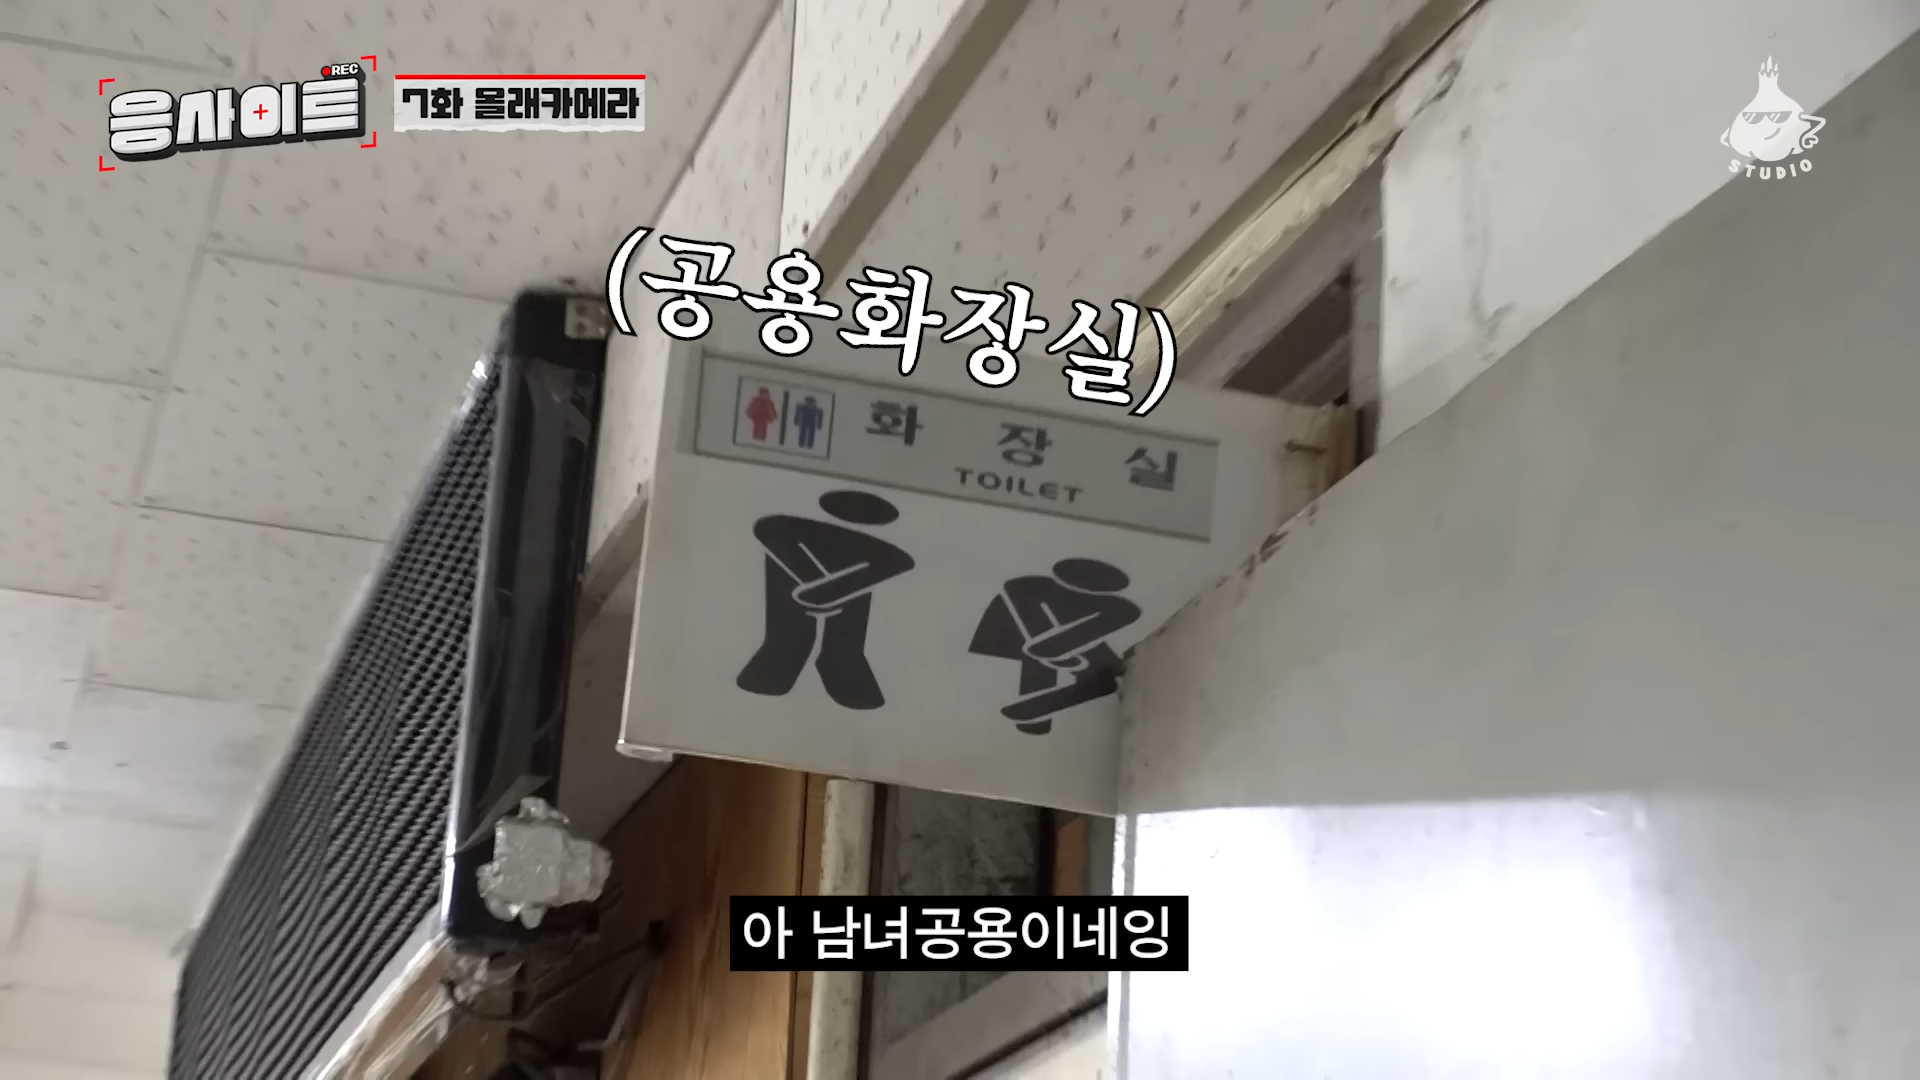 응사이트
REC
7화 몰래카메라
STUDIO
(공용화장실)
화 장 실
TOILET
아 남녀공용이네잉